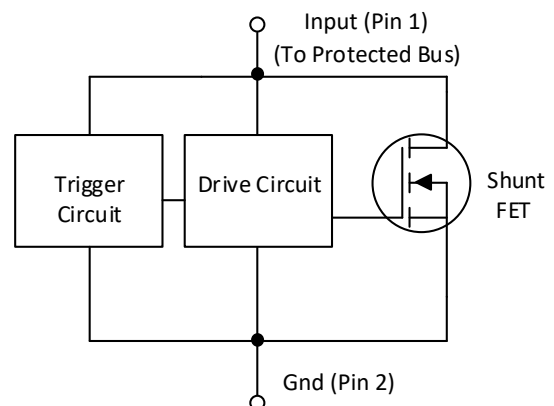 Input (Pin 1)
(To Protected Bus)
Trigger
Circuit
Drive Circuit
Shunt
FET
Gnd (Pin 2)